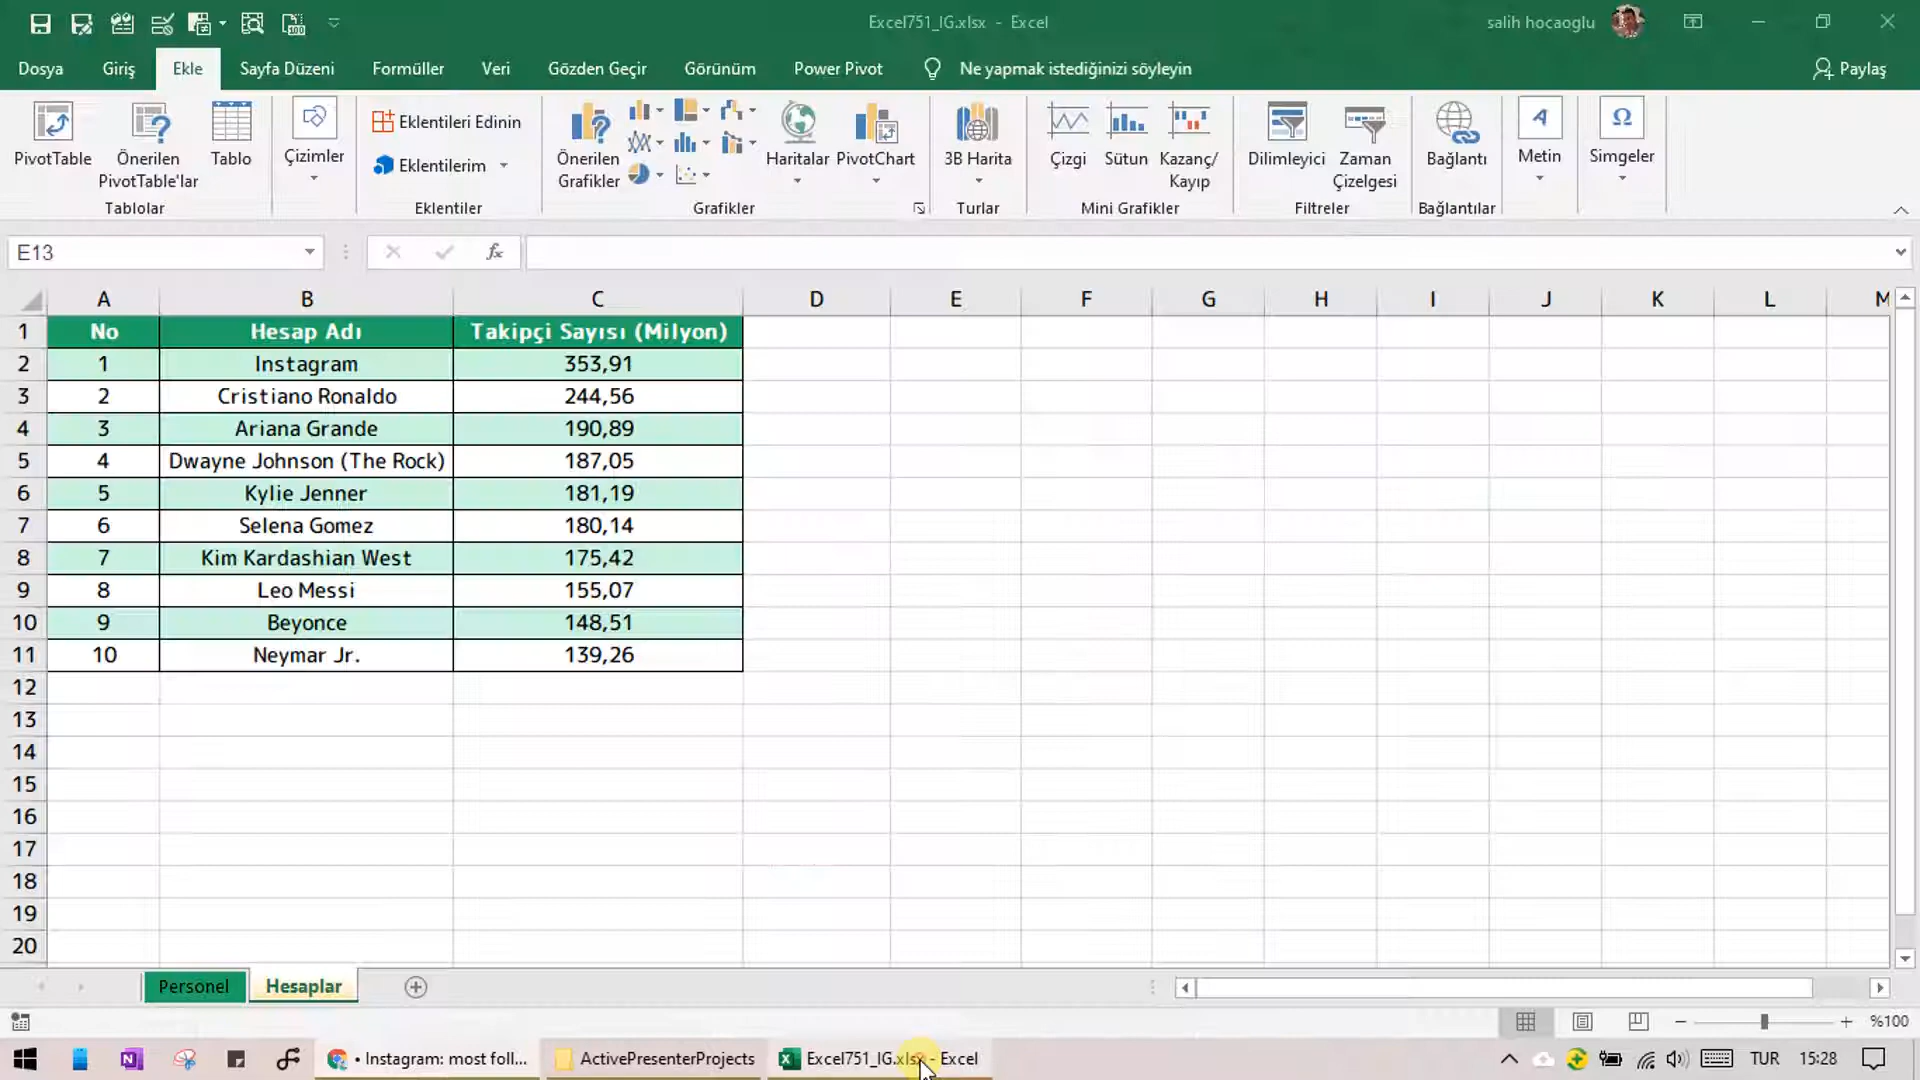 Excel751_IG.xlsx - Excel
salih hocaoglu
Dosya Giriş Ekle Sayfa Düzeni Formüller Veri Gözden Geçir Görünüm Power Pivot Ne yapmak istediğinizi söyleyin Paylaş
PivotTable
Önerilen
PivotTable'lar
Tablo
Tablolar
Çizimler
Eklentileri Edinin
Eklentilerim
Eklentiler
Önerilen
Grafikler
Haritalar
PivotChart
Grafikler
3B Harita
Turlar
Çizgi
Sütun
Kazanç/
Kayıp
Mini Grafikler
Dilimleyici
Zaman
Çizelgesi
Filtreler
Bağlantı
Bağlantılar
A
Metin
Ω
Simgeler
E13
fx
A B C D E F G H I J K L M
1 No Hesap Adı Takipçi Sayısı (Milyon)
2 1 Instagram 353,91
3 2 Cristiano Ronaldo 244,56
4 3 Ariana Grande 190,89
5 4 Dwayne Johnson (The Rock) 187,05
6 5 Kylie Jenner 181,19
7 6 Selena Gomez 180,14
8 7 Kim Kardashian West 175,42
9 8 Leo Messi 155,07
10 9 Beyonce 148,51
11 10 Neymar Jr. 139,26
12
13
14
15
16
17
18
19
20
Personel Hesaplar
%100
• Instagram: most foll...
ActivePresenterProjects
Excel751_IG.xlsx - Excel
TUR
15:28